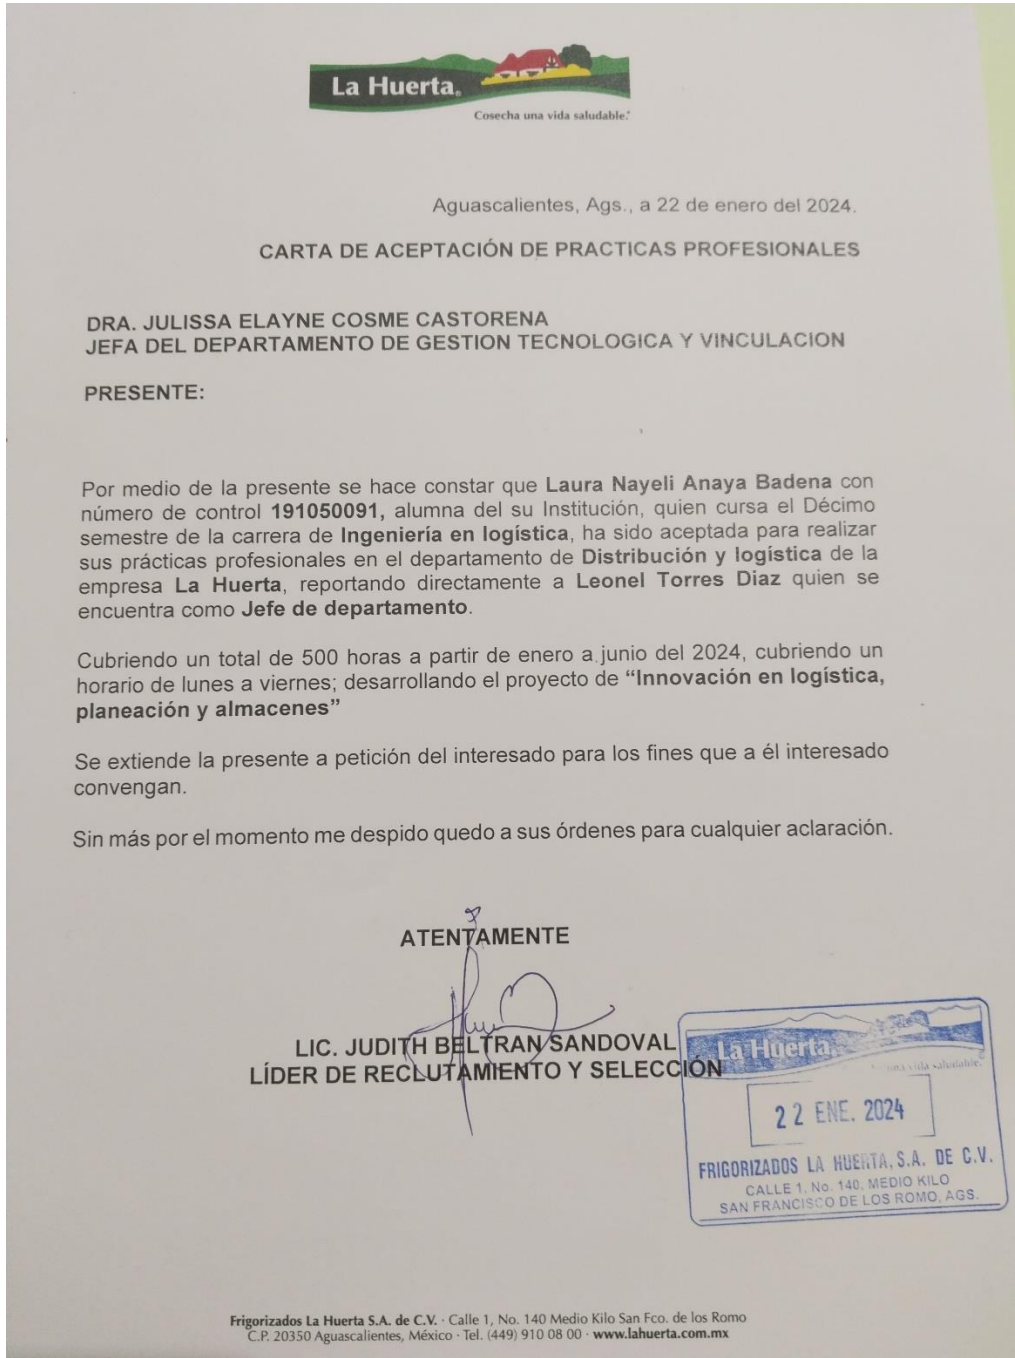 La Huerta®
Cosecha una vida saludable.®
Aguascalientes, Ags., a 22 de enero del 2024.
CARTA DE ACEPTACIÓN DE PRACTICAS PROFESIONALES
DRA. JULISSA ELAYNE COSME CASTORENA
JEFA DEL DEPARTAMENTO DE GESTION TECNOLOGICA Y VINCULACION
PRESENTE:
Por medio de la presente se hace constar que Laura Nayeli Anaya Badena con
número de control 191050091, alumna del su Institución, quien cursa el Décimo
semestre de la carrera de Ingeniería en logística, ha sido aceptada para realizar
sus prácticas profesionales en el departamento de Distribución y logística de la
empresa La Huerta, reportando directamente a Leonel Torres Diaz quien se
encuentra como Jefe de departamento.
Cubriendo un total de 500 horas a partir de enero a junio del 2024, cubriendo un
horario de lunes a viernes; desarrollando el proyecto de “Innovación en logística,
planeación y almacenes”
Se extiende la presente a petición del interesado para los fines que a él interesado
convengan.
Sin más por el momento me despido quedo a sus órdenes para cualquier aclaración.
ATENTAMENTE
LIC. JUDITH BELTRAN SANDOVAL
LÍDER DE RECLUTAMIENTO Y SELECCIÓN
La Huerta.
una vida saludable.
22 ENE. 2024
FRIGORIZADOS LA HUERTA, S.A. DE C.V.
CALLE 1, No. 140, MEDIO KILO
SAN FRANCISCO DE LOS ROMO, AGS.
Frigorizados La Huerta S.A. de C.V. · Calle 1, No. 140 Medio Kilo San Fco. de los Romo
C.P. 20350 Aguascalientes, México · Tel. (449) 910 08 00 · www.lahuerta.com.mx